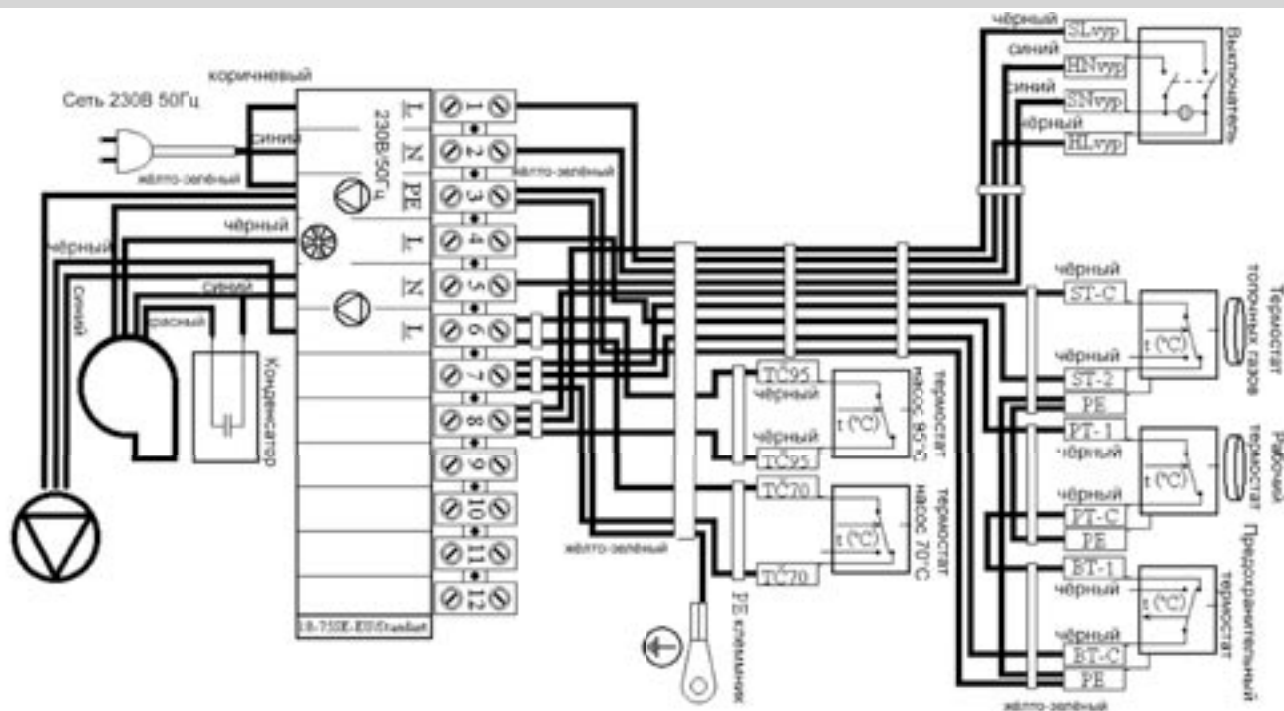 коричневый
Сеть 230В 50Гц
синий
жёлто-зелёный
чёрный
чёрный
синий
синий
красный
Конденсатор
230В/50Гц
L
N
PE
L
N
L
1
2
3
4
5
6
7
8
9
10
11
12
жёлто-зелёный
чёрный
SLvyp
синий
HNvyp
синий
SNvyp
чёрный
HLvyp
Выключатель
чёрный
ST-C
t (°C)
чёрный
ST-2
PE
Термостат
топочных газов
PT-1
чёрный
t (°C)
чёрный
PT-C
PE
Рабочий
термостат
BT-1
чёрный
t (°C)
чёрный
BT-C
PE
жёлто-зелёный
Предохранительный
термостат
TČ95
чёрный
t (°C)
чёрный
TČ95
термостат
насос 95°C
TČ70
t (°C)
TČ70
термостат
насос 70°C
жёлто-зелёный
PE клеммник